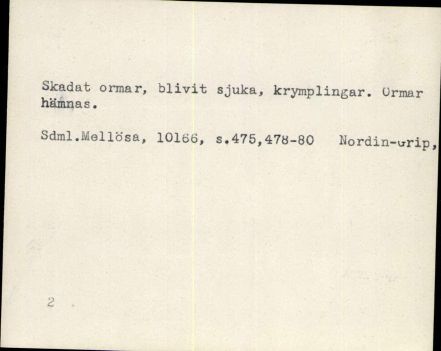 Skadat ormar, blivit sjuka, krymplingar. Ormar
hämnas.
Sdml.Mellösa, 10166, s.475,478-80 Nordin-Grip,
2